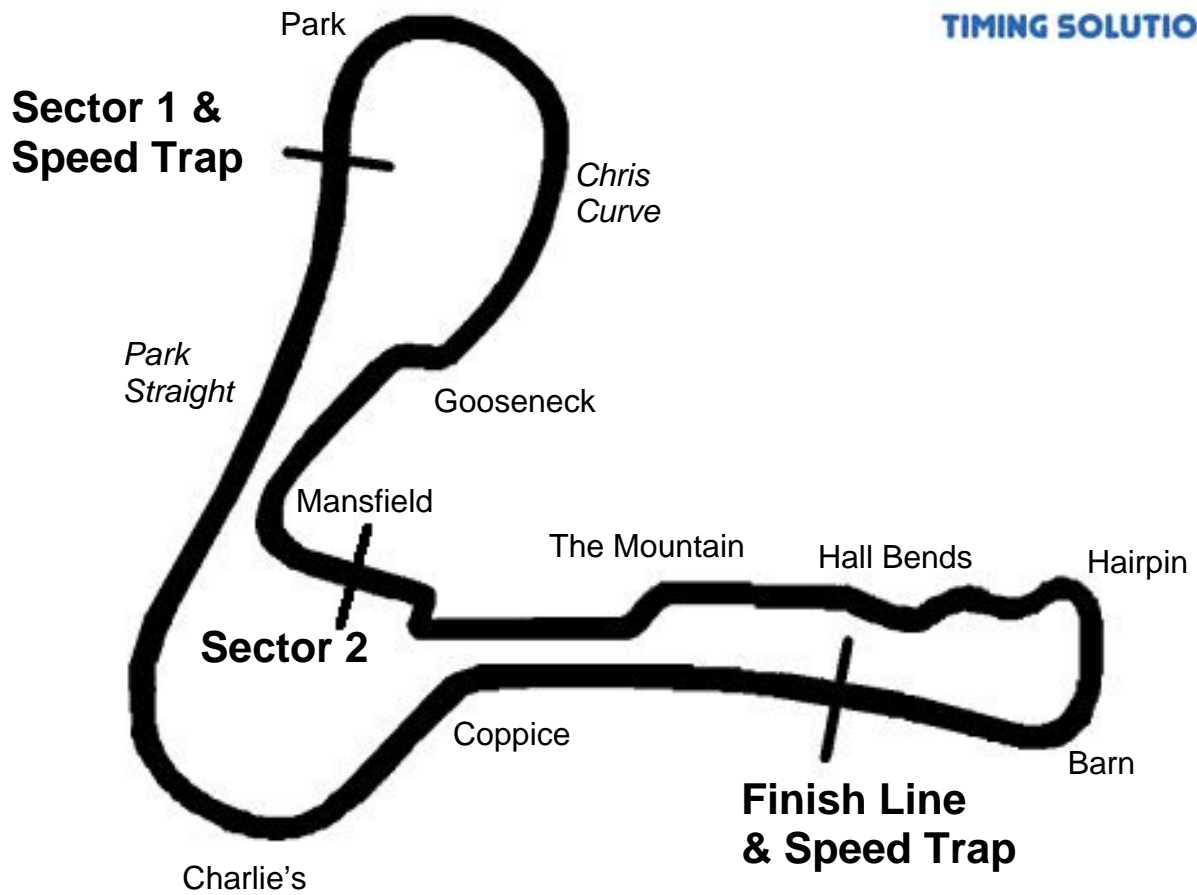 TIMING SOLUTIO
Park
Sector 1 &
Speed Trap
Chris
Curve
Park
Straight
Gooseneck
Mansfield
The Mountain
Hall Bends
Hairpin
Sector 2
Coppice
Barn
Finish Line
& Speed Trap
Charlie's